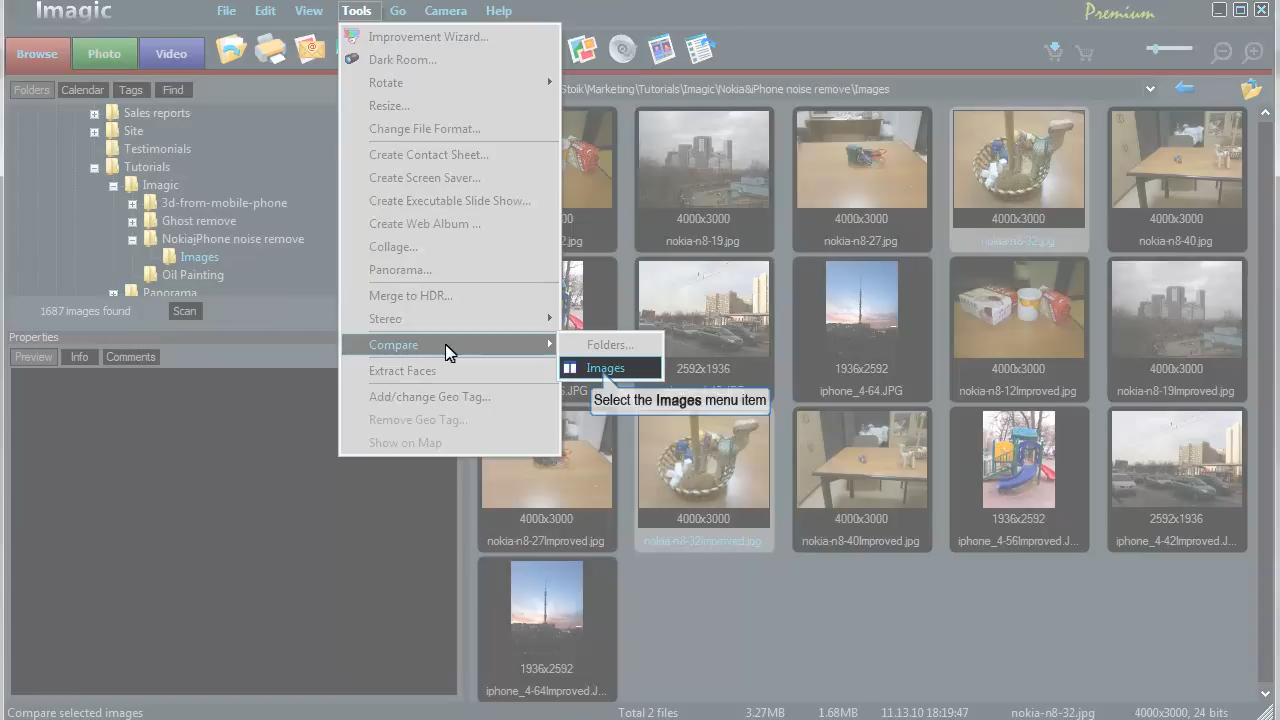 Imagic
File Edit View Tools Go Camera Help
Premium
Browse Photo Video
Folders Calendar Tags Find
Stoik/Marketing/Tutorials/Imagic/Nokia&iPhone noise remove/Images
Sales reports
Site
Testimonials
Tutorials
Imagic
3d-from-mobile-phone
Ghost remove
NokiajPhone noise remove
Images
Oil Painting
Panorama
1687 images found Scan
Properties
Preview Info Comments
Improvement Wizard...
Dark Room...
Rotate
Resize...
Change File Format...
Create Contact Sheet...
Create Screen Saver...
Create Executable Slide Show...
Create Web Album ...
Collage...
Panorama...
Merge to HDR...
Stereo
Compare
Extract Faces
Add/change Geo Tag...
Remove Geo Tag...
Show on Map
Folders...
Images
Select the Images menu item
4000x3000 4000x3000 4000x3000 4000x3000
nokia-n8-19.jpg nokia-n8-27.jpg nokia-n8-32.jpg nokia-n8-40.jpg
2592x1936 1936x2592 4000x3000 4000x3000
iphone_4-64.JPG nokia-n8-12Improved.jpg nokia-n8-19Improved.jpg
4000x3000 4000x3000 4000x3000 1936x2592 2592x1936
nokia-n8-27Improved.jpg nokia-n8-32Improved.jpg nokia-n8-40Improved.jpg iphone_4-56Improved.J... iphone_4-42Improved.J...
1936x2592
iphone_4-64Improved.J...
Compare selected images Total 2 files 3.27MB 1.68MB 11.13.10 18:19:47 nokia-n8-32.jpg 4000x3000, 24 bits